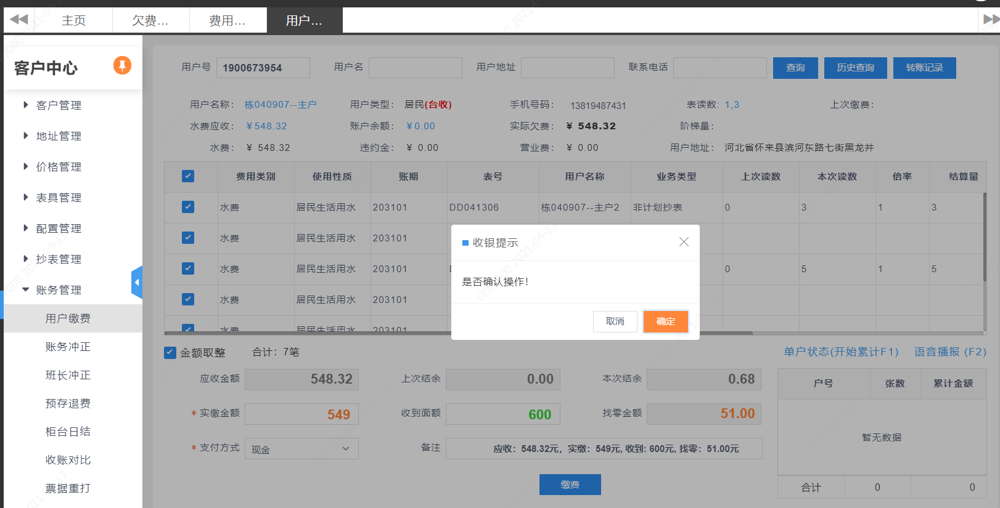 主页
欠费...
费用...
用户...
客户中心
客户管理
地址管理
价格管理
表具管理
配置管理
抄表管理
账务管理
用户缴费
账务冲正
班长冲正
预存退费
柜台日结
收账对比
票据重打
用户号 1900673954 用户名 用户地址 联系电话 查询 历史查询 转账记录
用户名称: 栋040907--主户 用户类型: 居民(台收) 手机号码: 13819487431 表读数: 1,3 上次缴费:
水费应收: ¥548.32 账户余额: ¥0.00 实际欠费: ¥ 548.32 阶梯量:
水费: ¥ 548.32 违约金: ¥ 0.00 营业费: ¥ 0.00 用户地址: 河北省怀来县滨河东路七街黑龙井
费用类别 使用性质 账期 表号 用户名称 业务类型 上次读数 本次读数 倍率 结算量
水费 居民生活用水 203101 DD041306 栋040907--主户2 非计划抄表 0 3 1 3
水费 居民生活用水 203101
水费 居民生活用水 203101 0 5 1 5
水费 居民生活用水 203101
水费 居民生活用水 203101
收银提示
是否确认操作!
取消 确定
金额取整 合计: 7笔 单户状态(开始累计F1) 语音播报 (F2)
应收金额 548.32 上次结余 0.00 本次结余 0.68
* 实缴金额 549 收到面额 600 找零金额 51.00
* 支付方式 现金 备注 应收: 548.32元, 实缴: 549元, 收到: 600元, 找零: 51.00元
缴费
户号 张数 累计金额
暂无数据
合计 0 0